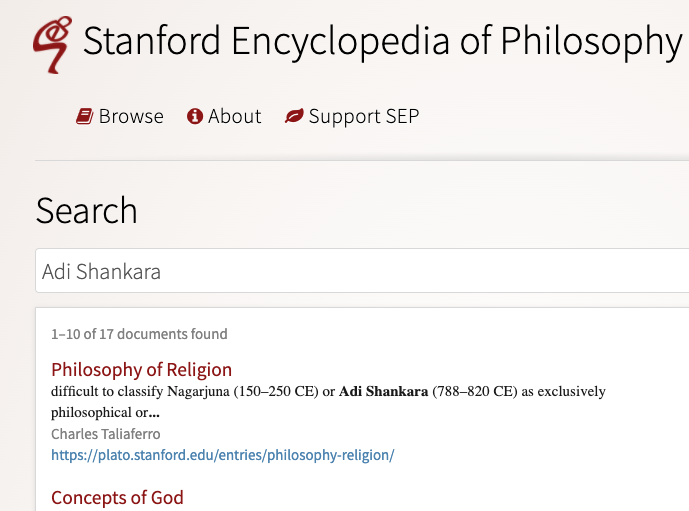 Stanford Encyclopedia of Philosophy
Browse About Support SEP
Search
Adi Shankara
1–10 of 17 documents found
Philosophy of Religion
difficult to classify Nagarjuna (150–250 CE) or Adi Shankara (788–820 CE) as exclusively
philosophical or...
Charles Taliaferro
https://plato.stanford.edu/entries/philosophy-religion/
Concepts of God